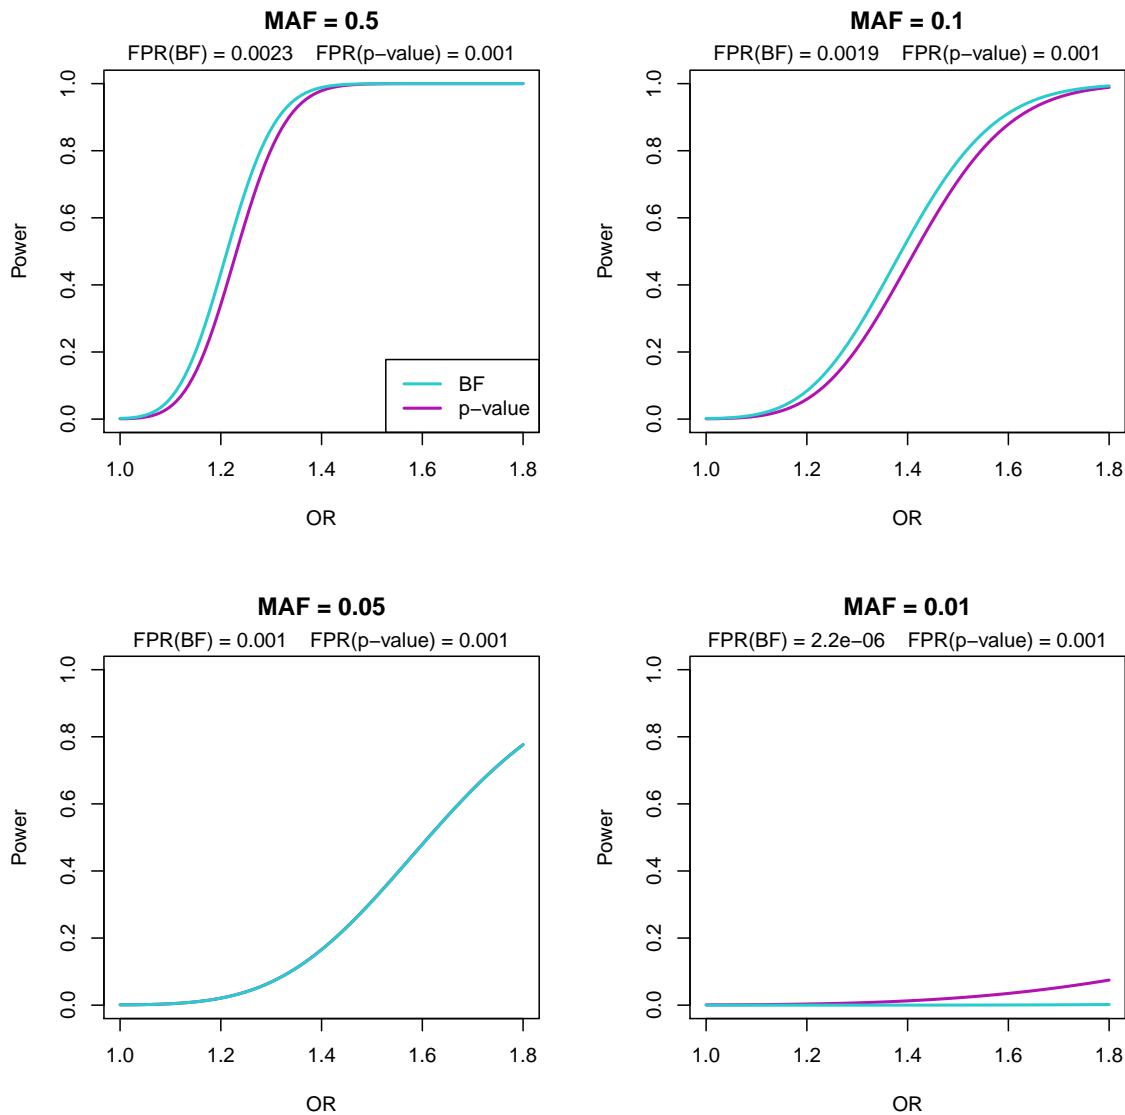 MAF = 0.5
FPR(BF) = 0.0023 FPR(p−value) = 0.001
1.0
0.8
0.6
0.4
0.2
0.0
Power
BF
p−value
1.0 1.2 1.4 1.6 1.8
OR
MAF = 0.1
FPR(BF) = 0.0019 FPR(p−value) = 0.001
1.0
0.8
0.6
0.4
0.2
0.0
Power
1.0 1.2 1.4 1.6 1.8
OR
MAF = 0.05
FPR(BF) = 0.001 FPR(p−value) = 0.001
1.0
0.8
0.6
0.4
0.2
0.0
Power
1.0 1.2 1.4 1.6 1.8
OR
MAF = 0.01
FPR(BF) = 2.2e−06 FPR(p−value) = 0.001
1.0
0.8
0.6
0.4
0.2
0.0
Power
1.0 1.2 1.4 1.6 1.8
OR